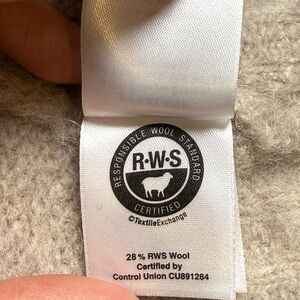 RESPONSIBLE WOOL STANDARD
R·W·S
CERTIFIED
©TextileExchange
28 % RWS Wool
Certified by
Control Union CU891284